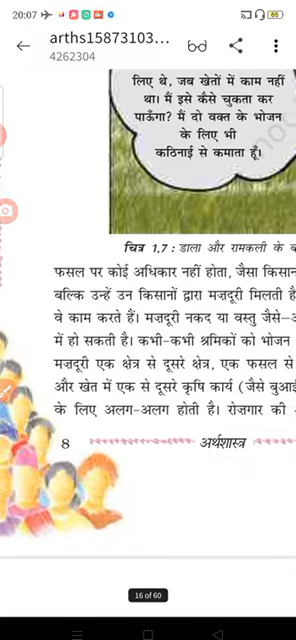 20:07
65
arths15873103...
4262304
लिए थे, जब खेतों में काम नहीं
था। मैं इसे कैसे चुकता कर
पाऊँगा? मैं दो वक्त के भोजन
के लिए भी
कठिनाई से कमाता हूँ।
चित्र 1.7 : डाला और रामकली के ब
फसल पर कोई अधिकार नहीं होता, जैसा किसान
बल्कि उन्हें उन किसानों द्वारा मज़दूरी मिलती है
वे काम करते हैं। मज़दूरी नकद या वस्तु जैसे–अ
में हो सकती है। कभी–कभी श्रमिकों को भोजन
मज़दूरी एक क्षेत्र से दूसरे क्षेत्र, एक फसल से
और खेत में एक से दूसरे कृषि कार्य (जैसे बुआई
के लिए अलग–अलग होती है। रोजगार की
8 अर्थशास्त्र
16 of 60